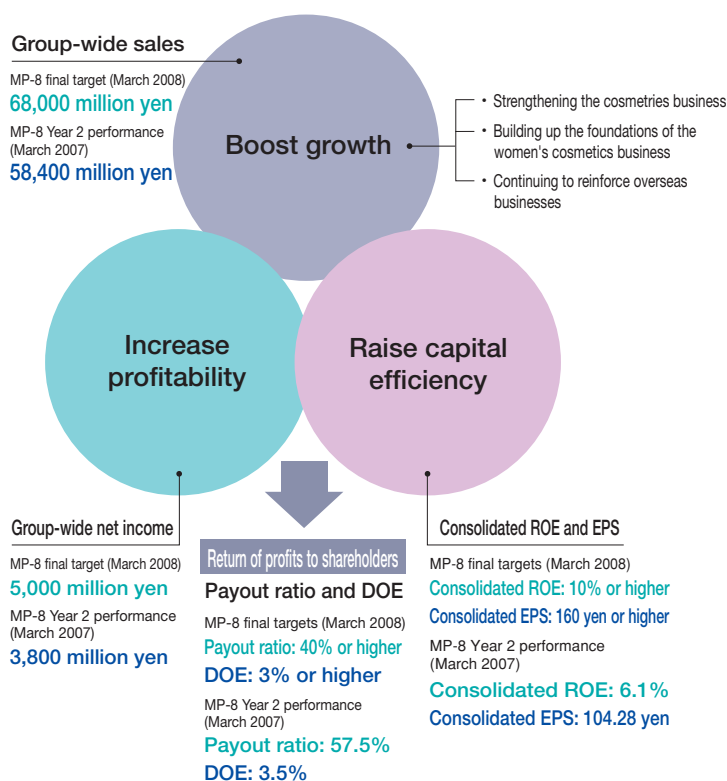 Group-wide sales
MP-8 final target (March 2008)
68,000 million yen
MP-8 Year 2 performance
(March 2007)
58,400 million yen
Boost growth
• Strengthening the cosmetries business
• Building up the foundations of the
women's cosmetics business
• Continuing to reinforce overseas
businesses
Increase
profitability
Raise capital
efficiency
Group-wide net income
MP-8 final target (March 2008)
5,000 million yen
MP-8 Year 2 performance
(March 2007)
3,800 million yen
Return of profits to shareholders
Payout ratio and DOE
MP-8 final targets (March 2008)
Payout ratio: 40% or higher
DOE: 3% or higher
MP-8 Year 2 performance
(March 2007)
Payout ratio: 57.5%
DOE: 3.5%
Consolidated ROE and EPS
MP-8 final targets (March 2008)
Consolidated ROE: 10% or higher
Consolidated EPS: 160 yen or higher
MP-8 Year 2 performance
(March 2007)
Consolidated ROE: 6.1%
Consolidated EPS: 104.28 yen